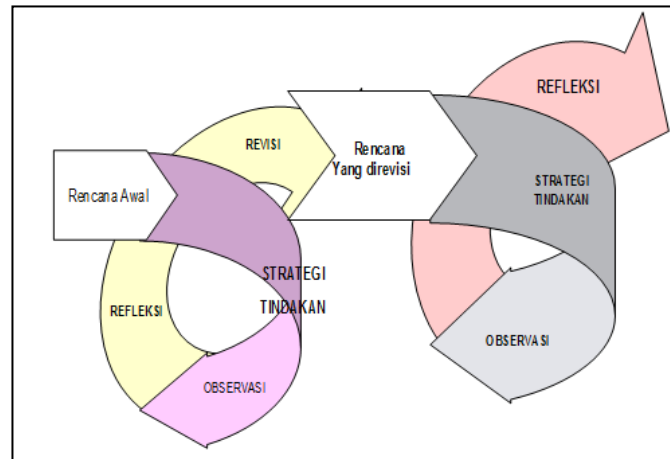 Rencana Awal
STRATEGI
TINDAKAN
OBSERVASI
REFLEKSI
REVISI
Rencana
Yang direvisi
STRATEGI
TINDAKAN
OBSERVASI
REFLEKSI